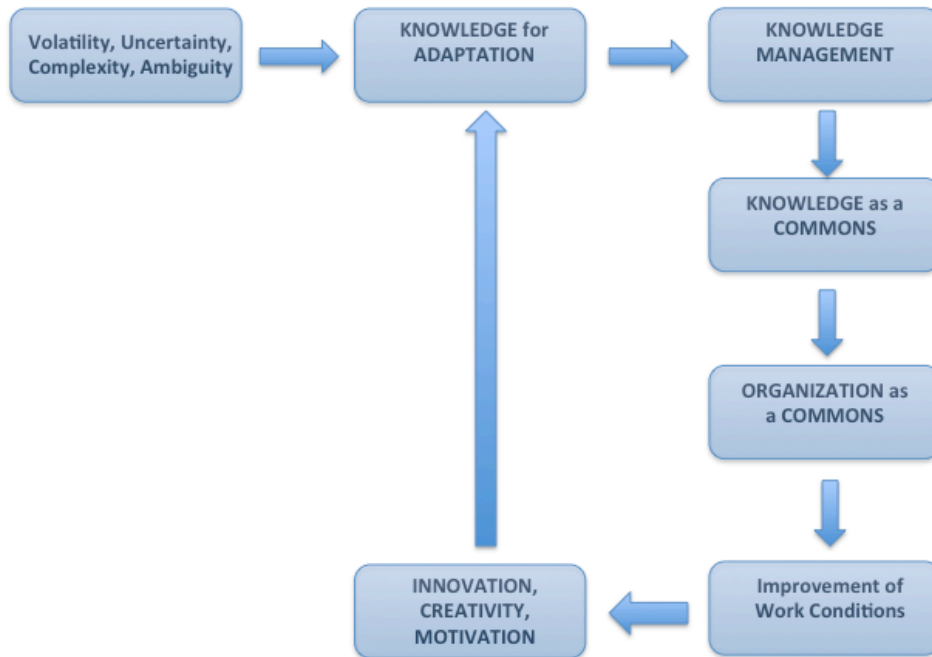 Volatility, Uncertainty,
Complexity, Ambiguity
KNOWLEDGE for
ADAPTATION
KNOWLEDGE
MANAGEMENT
KNOWLEDGE as a
COMMONS
ORGANIZATION as
a COMMONS
Improvement of
Work Conditions
INNOVATION,
CREATIVITY,
MOTIVATION